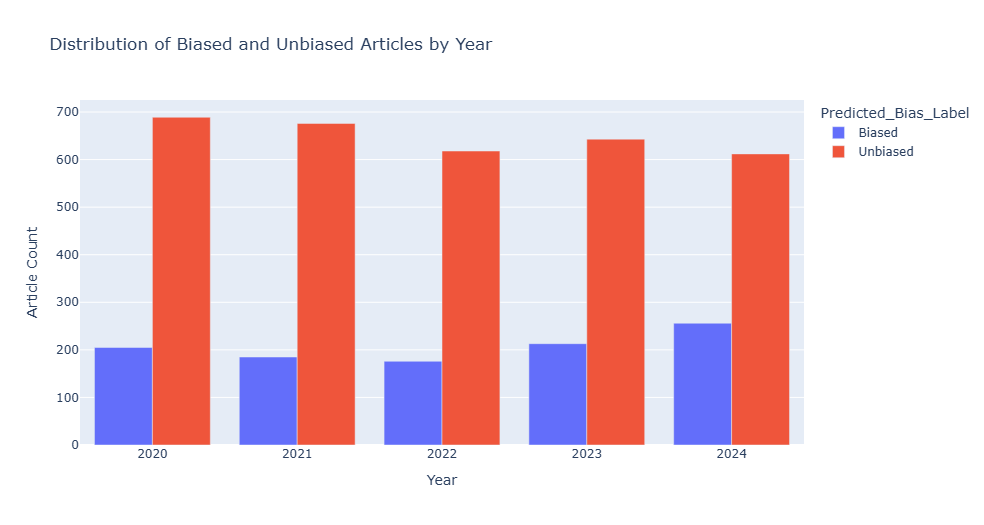 Distribution of Biased and Unbiased Articles by Year
Predicted_Bias_Label
Biased
Unbiased
Article Count
700
600
500
400
300
200
100
0
2020
2021
2022
2023
2024
Year